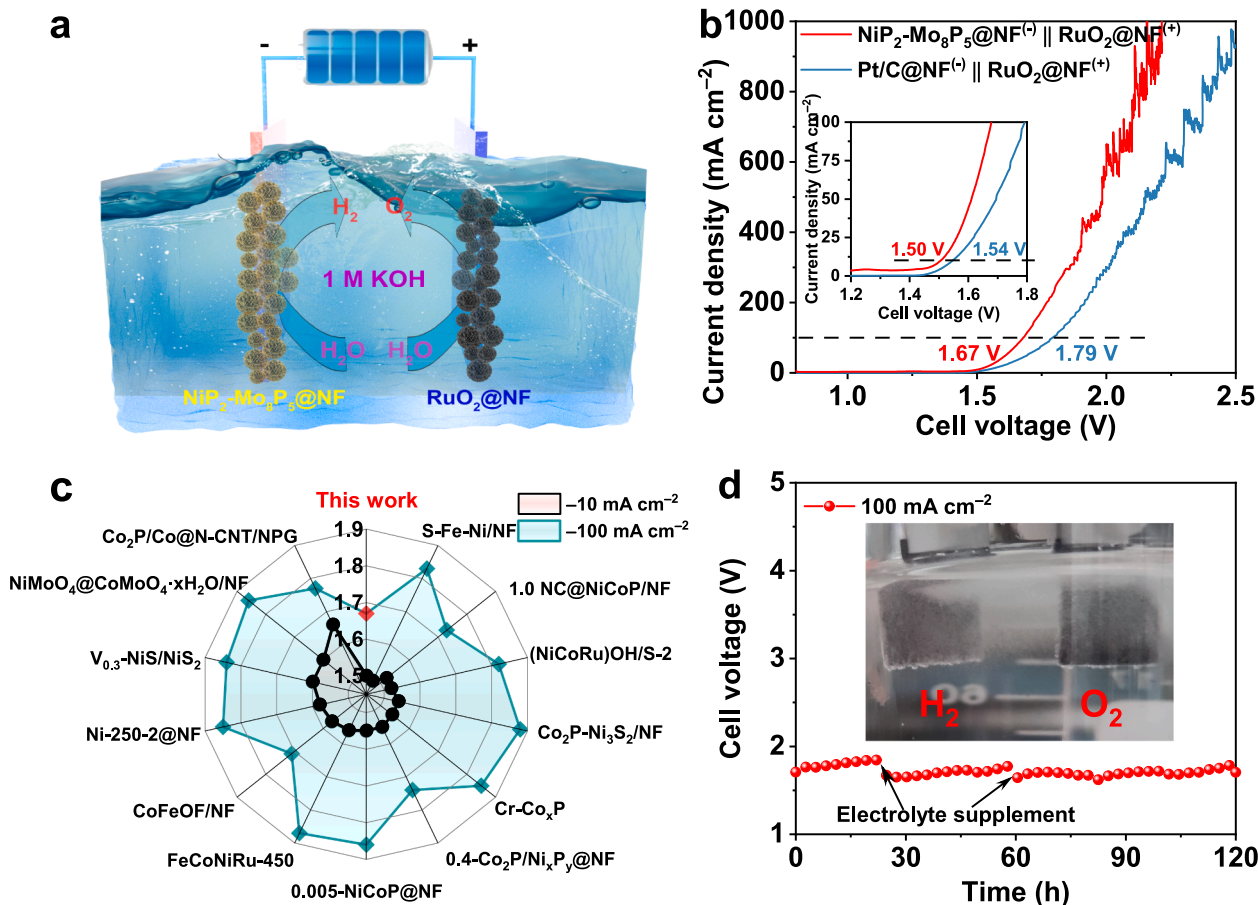 a
- +
H₂ O₂
1 M KOH
H₂O H₂O
NiP₂-Mo₈P₅@NF RuO₂@NF
b
NiP₂-Mo₈P₅@NF⁽⁻⁾ || RuO₂@NF⁽⁺⁾
Pt/C@NF⁽⁻⁾ || RuO₂@NF⁽⁺⁾
Current density (mA cm⁻²)
1000
800
600
400
200
0
1.0 1.5 2.0 2.5
Cell voltage (V)
1.67 V 1.79 V
Current density (mA cm⁻²)
100
75
50
25
0
1.2 1.4 1.6 1.8
Cell voltage (V)
1.50 V 1.54 V
c
This work
–10 mA cm⁻²
–100 mA cm⁻²
1.9
1.8
1.7
1.6
1.5
S-Fe-Ni/NF
1.0 NC@NiCoP/NF
(NiCoRu)OH/S-2
Co₂P-Ni₃S₂/NF
Cr-CoₓP
0.4-Co₂P/NiₓPᵧ@NF
0.005-NiCoP@NF
FeCoNiRu-450
CoFeOF/NF
Ni-250-2@NF
V₀.₃-NiS/NiS₂
NiMoO₄@CoMoO₄·xH₂O/NF
Co₂P/Co@N-CNT/NPG
d
100 mA cm⁻²
Cell voltage (V)
5
4
3
2
1
H₂ O₂
Electrolyte supplement
0 30 60 90 120
Time (h)